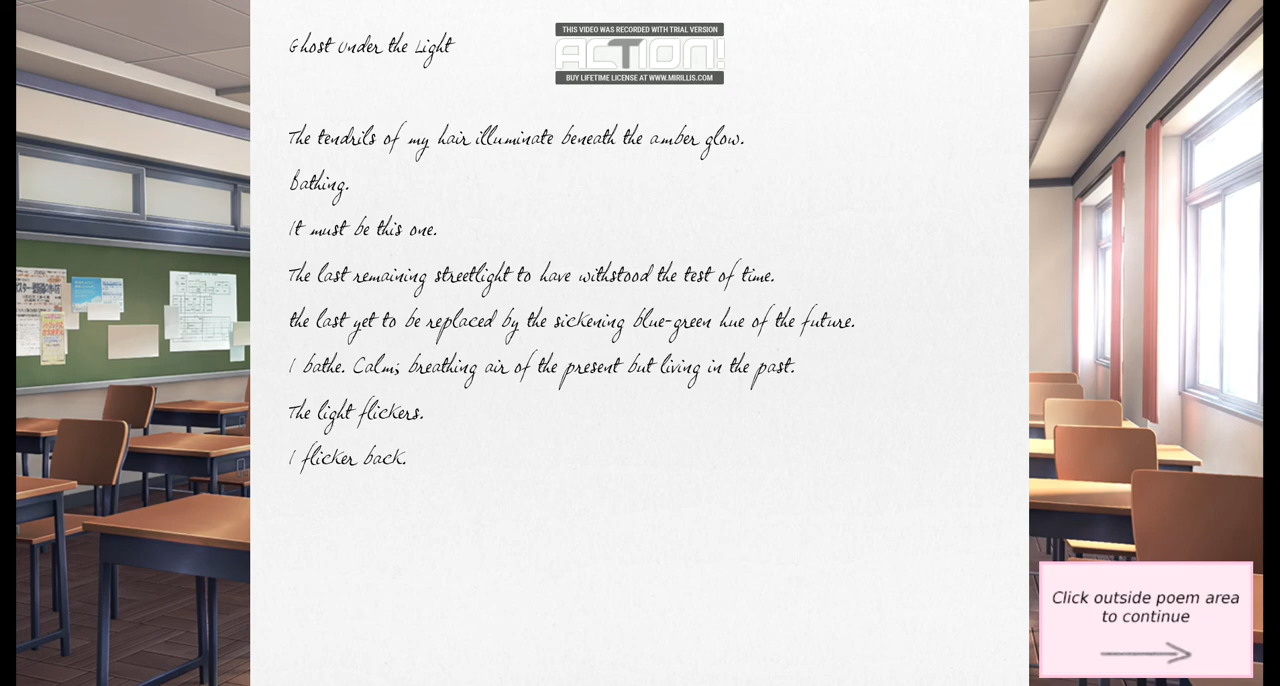 THIS VIDEO WAS RECORDED WITH TRIAL VERSION
ACTION!
BUY LIFETIME LICENSE AT WWW.MIRILLIS.COM
Ghost Under the Light
The tendrils of my hair illuminate beneath the amber glow.
Bathing.
It must be this one.
The last remaining streetlight to have withstood the test of time.
the last yet to be replaced by the sickening blue-green hue of the future.
I bathe. Calm; breathing air of the present but living in the past.
The light flickers.
I flicker back.
Click outside poem area
to continue